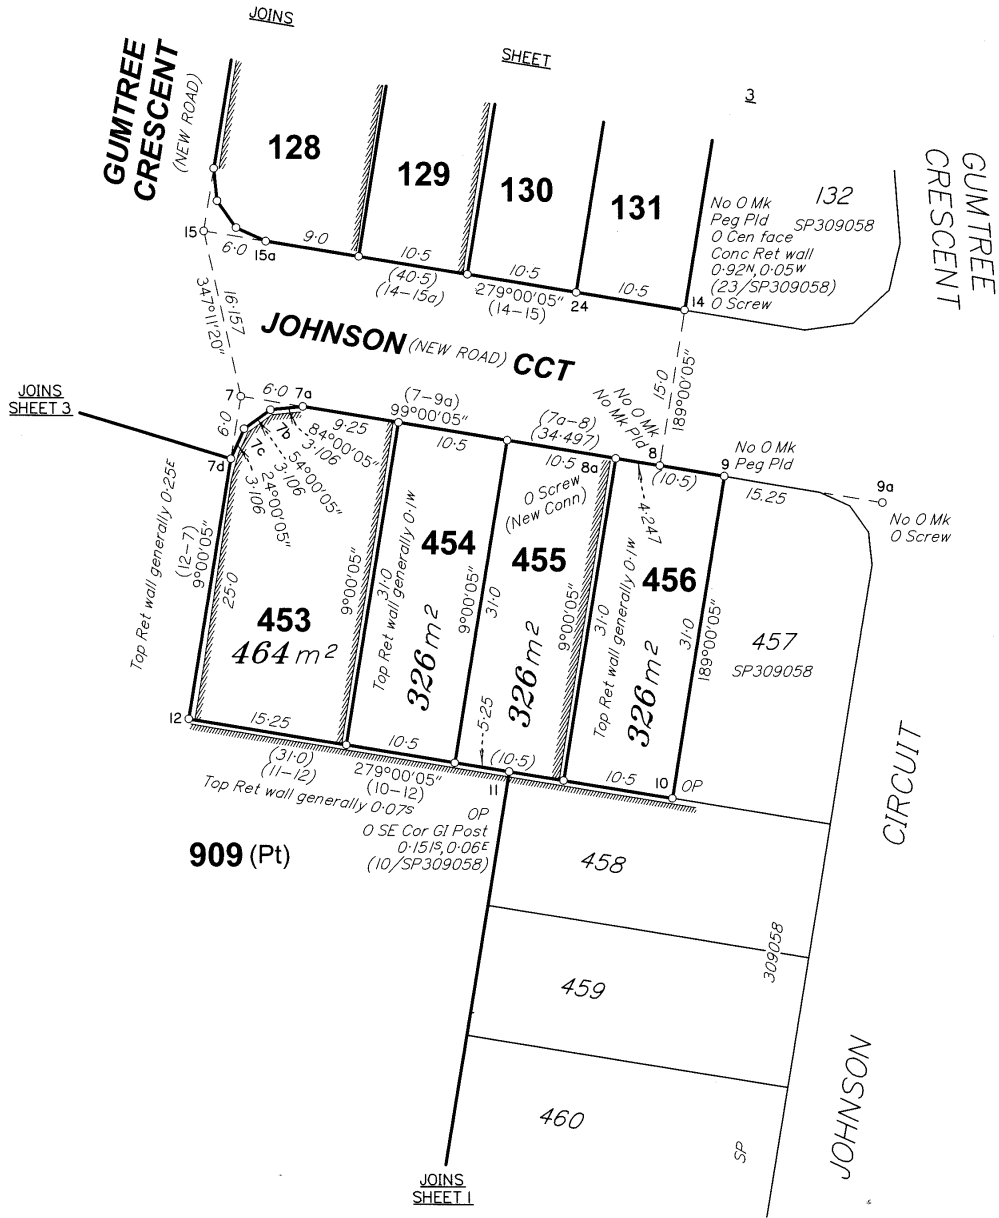 JOINS
SHEET
3
GUMTREE
CRESCENT
(NEW ROAD)
128
129
130
131
132
SP309058
GUMTREE
CRESCENT
No O Mk
Peg Pld
O Cen face
Conc Ret wall
0·92N,0·05W
(23/SP309058)
O Screw
15
6·0
15a
9·0
10·5
(40·5)
(14-15a)
10·5
279°00'05"
(14-15)
24
10·5
14
16·157
347°11'20"
JOHNSON (NEW ROAD) CCT
15·0
189°00'05"
JOINS
SHEET 3
7
6·0
7a
6·0
7b
7c
7d
84°00'05"
3·106
54°00'05"
3·106
24°00'05"
3·106
9·25
(7-9a)
99°00'05"
10·5
(7a-8)
(34·497)
10·5
8a
No O Mk
No Mk Pld
8
(10·5)
9
No O Mk
Peg Pld
15·25
9a
No O Mk
O Screw
O Screw
(New Conn)
4·247
Top Ret wall generally 0·25E
(12-7)
9°00'05"
25·0
453
464 m²
9°00'05"
31·0
Top Ret wall generally 0·1W
454
326 m²
9°00'05"
31·0
455
326 m²
9°00'05"
31·0
Top Ret wall generally 0·1W
456
326 m²
31·0
189°00'05"
457
SP309058
12
15·25
(31·0)
(11-12)
10·5
279°00'05"
(10-12)
5·25
(10·5)
11
10·5
10
OP
Top Ret wall generally 0·07S
OP
O SE Cor GI Post
0·151S,0·06E
(10/SP309058)
909 (Pt)
458
459
460
309058
SP
CIRCUIT
JOHNSON
JOINS
SHEET 1